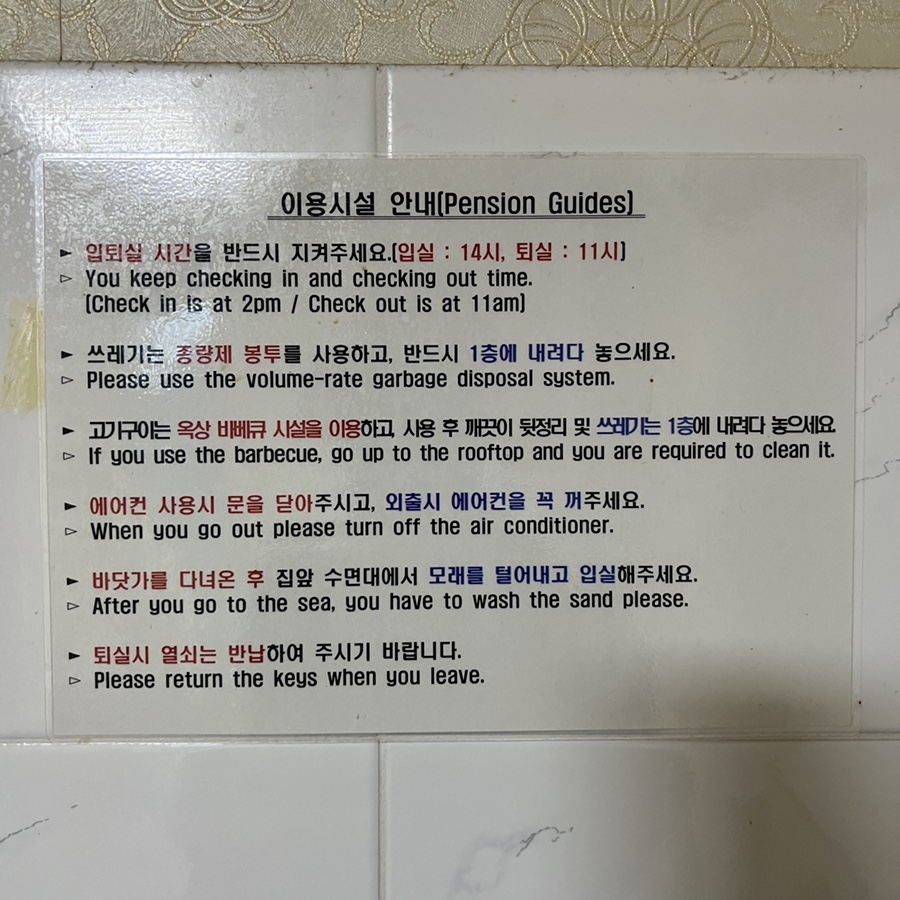 이용시설 안내(Pension Guides)
► 입퇴실 시간을 반드시 지켜주세요.(입실 : 14시, 퇴실 : 11시)
▷ You keep checking in and checking out time.
(Check in is at 2pm / Check out is at 11am)
► 쓰레기는 종량제 봉투를 사용하고, 반드시 1층에 내려다 놓으세요.
▷ Please use the volume-rate garbage disposal system.
► 고기구이는 옥상 바베큐 시설을 이용하고, 사용 후 깨끗이 뒷정리 및 쓰레기는 1층에 내려다 놓으세요.
▷ If you use the barbecue, go up to the rooftop and you are required to clean it.
► 에어컨 사용시 문을 닫아주시고, 외출시 에어컨을 꼭 꺼주세요.
▷ When you go out please turn off the air conditioner.
► 바닷가를 다녀온 후 집앞 수면대에서 모래를 털어내고 입실해주세요.
▷ After you go to the sea, you have to wash the sand please.
► 퇴실시 열쇠는 반납하여 주시기 바랍니다.
▷ Please return the keys when you leave.